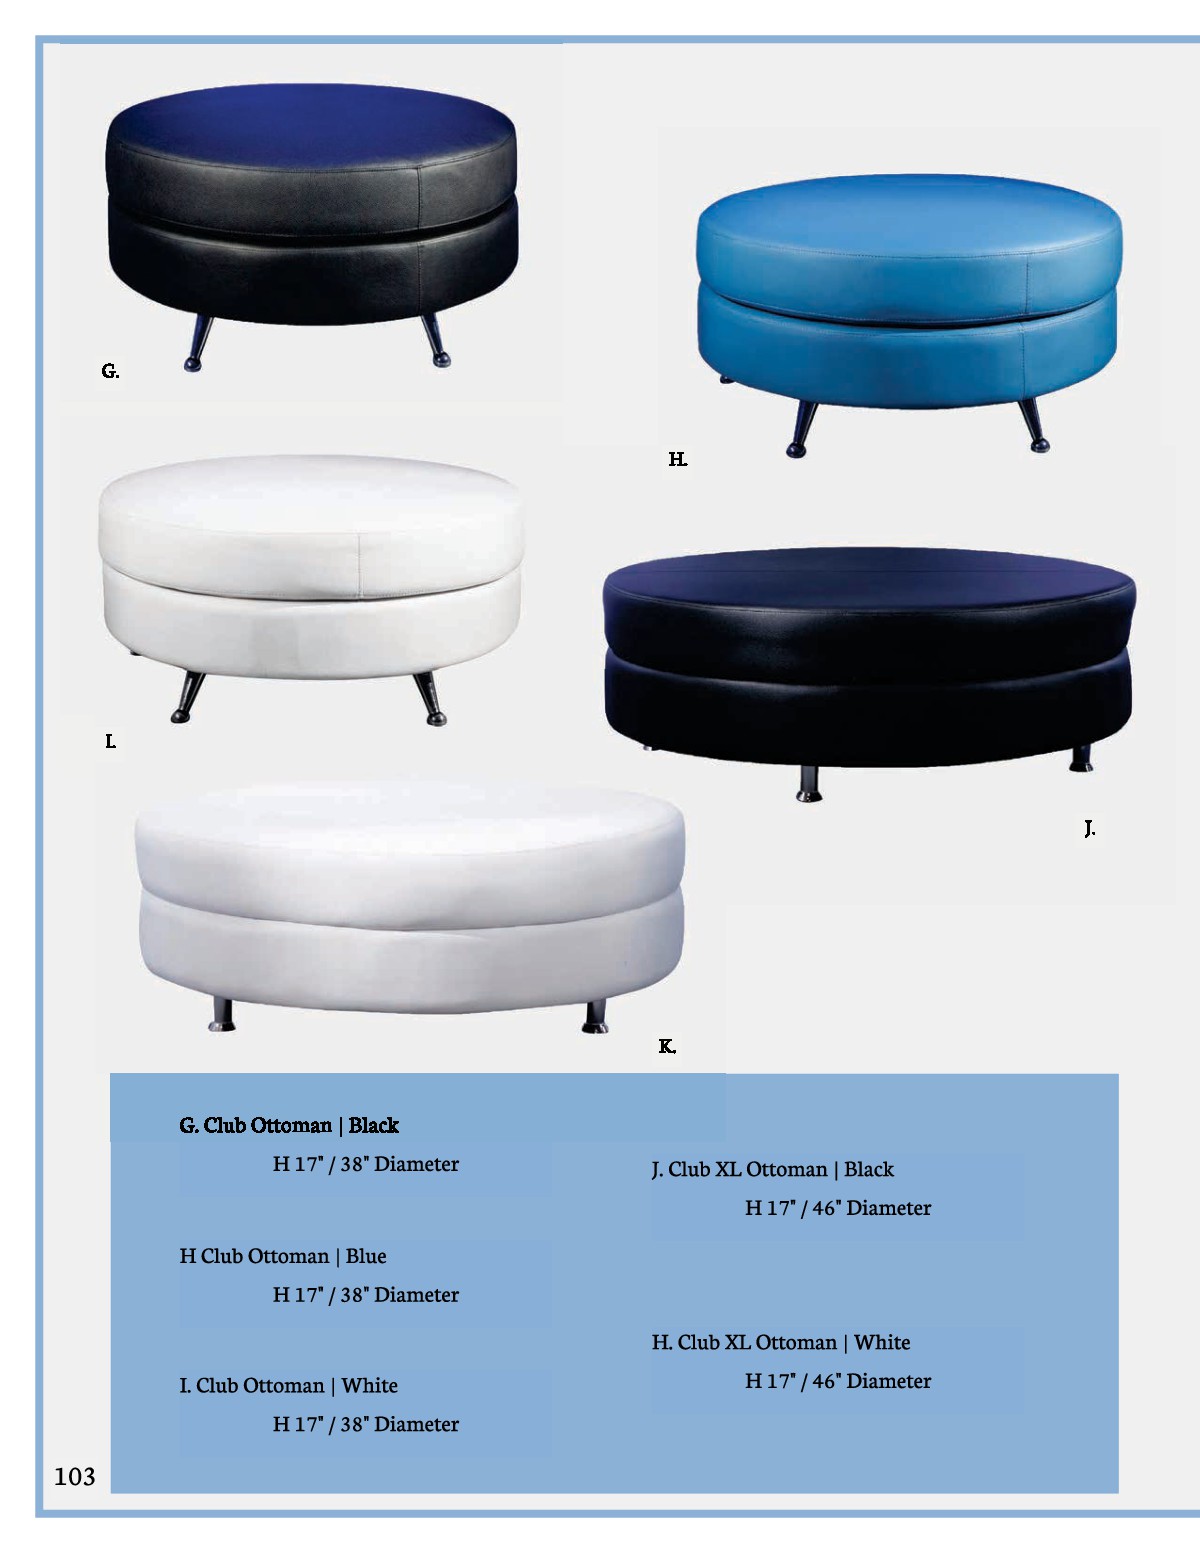 G.
H.
I.
J.
K.
G. Club Ottoman | Black
H 17" / 38" Diameter
H Club Ottoman | Blue
H 17" / 38" Diameter
I. Club Ottoman | White
H 17" / 38" Diameter
J. Club XL Ottoman | Black
H 17" / 46" Diameter
H. Club XL Ottoman | White
H 17" / 46" Diameter
103